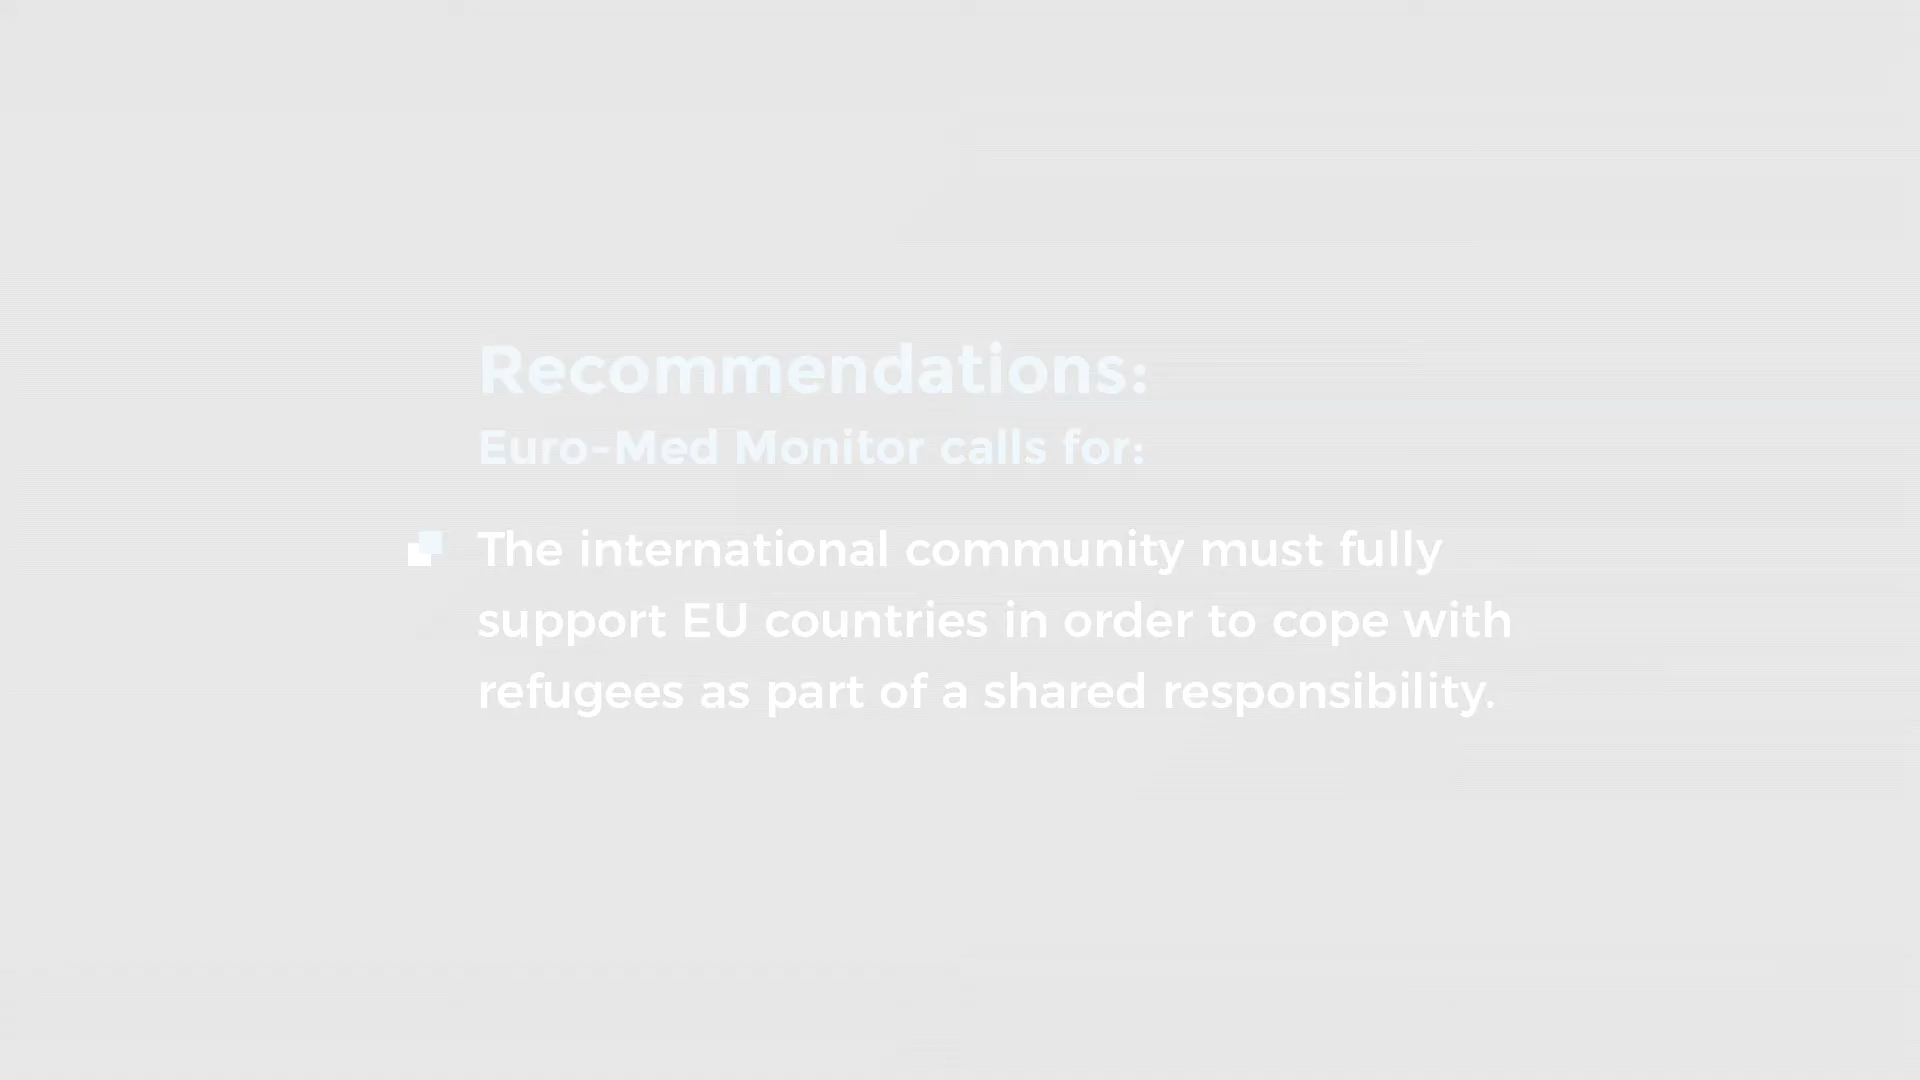 Recommendations:
Euro-Med Monitor calls for:
The international community must fully
support EU countries in order to cope with
refugees as part of a shared responsibility.